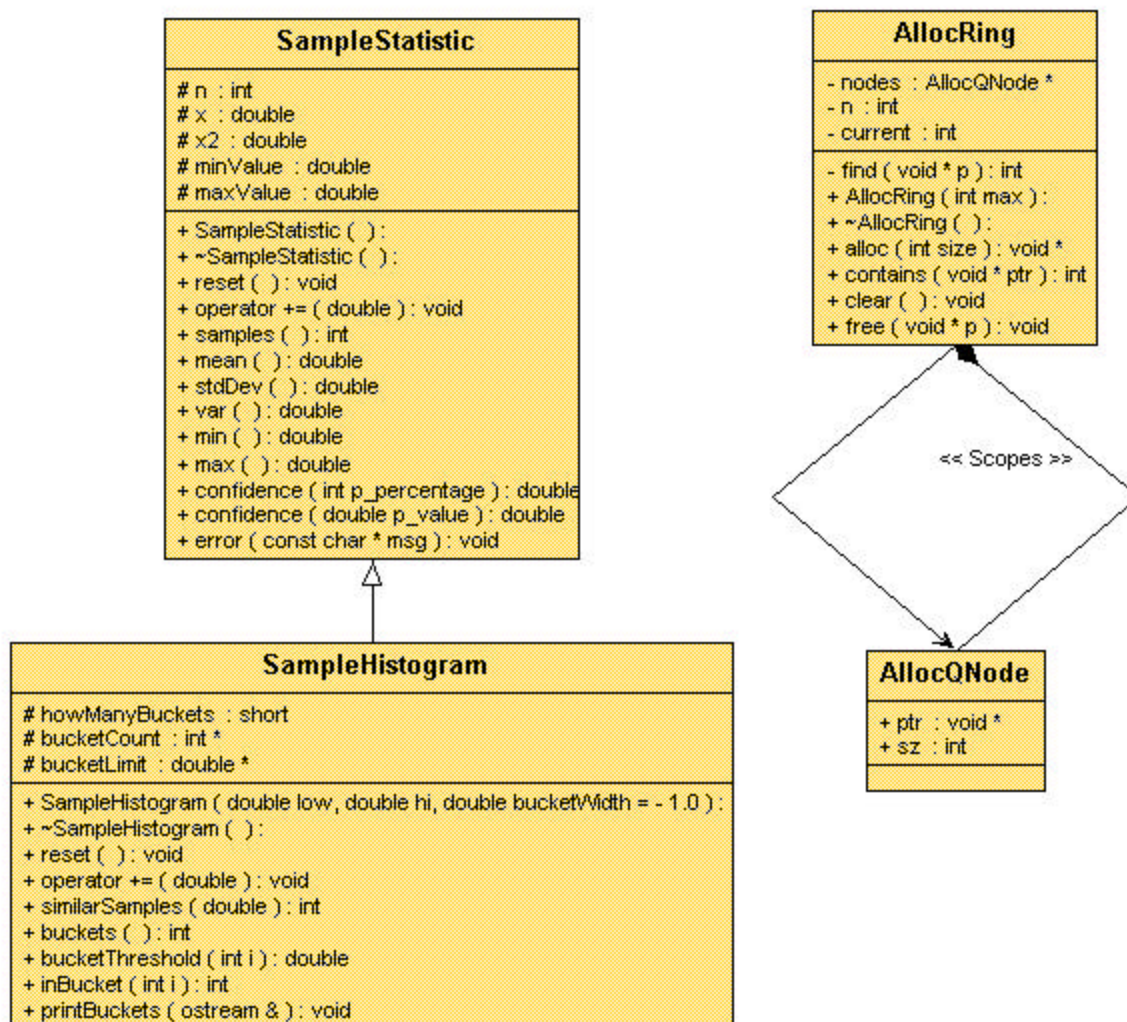 SampleStatistic
# n : int
# x : double
# x2 : double
# minValue : double
# maxValue : double
+ SampleStatistic ( ) :
+ ~SampleStatistic ( ) :
+ reset ( ) : void
+ operator += ( double ) : void
+ samples ( ) : int
+ mean ( ) : double
+ stdDev ( ) : double
+ var ( ) : double
+ min ( ) : double
+ max ( ) : double
+ confidence ( int p_percentage ) : double
+ confidence ( double p_value ) : double
+ error ( const char * msg ) : void
AllocRing
- nodes : AllocQNode *
- n : int
- current : int
- find ( void * p ) : int
+ AllocRing ( int max ) :
+ ~AllocRing ( ) :
+ alloc ( int size ) : void *
+ contains ( void * ptr ) : int
+ clear ( ) : void
+ free ( void * p ) : void
<< Scopes >>
SampleHistogram
# howManyBuckets : short
# bucketCount : int *
# bucketLimit : double *
+ SampleHistogram ( double low, double hi, double bucketWidth = - 1.0 ) :
+ ~SampleHistogram ( ) :
+ reset ( ) : void
+ operator += ( double ) : void
+ similarSamples ( double ) : int
+ buckets ( ) : int
+ bucketThreshold ( int i ) : double
+ inBucket ( int i ) : int
+ printBuckets ( ostream & ) : void
AllocQNode
+ ptr : void *
+ sz : int